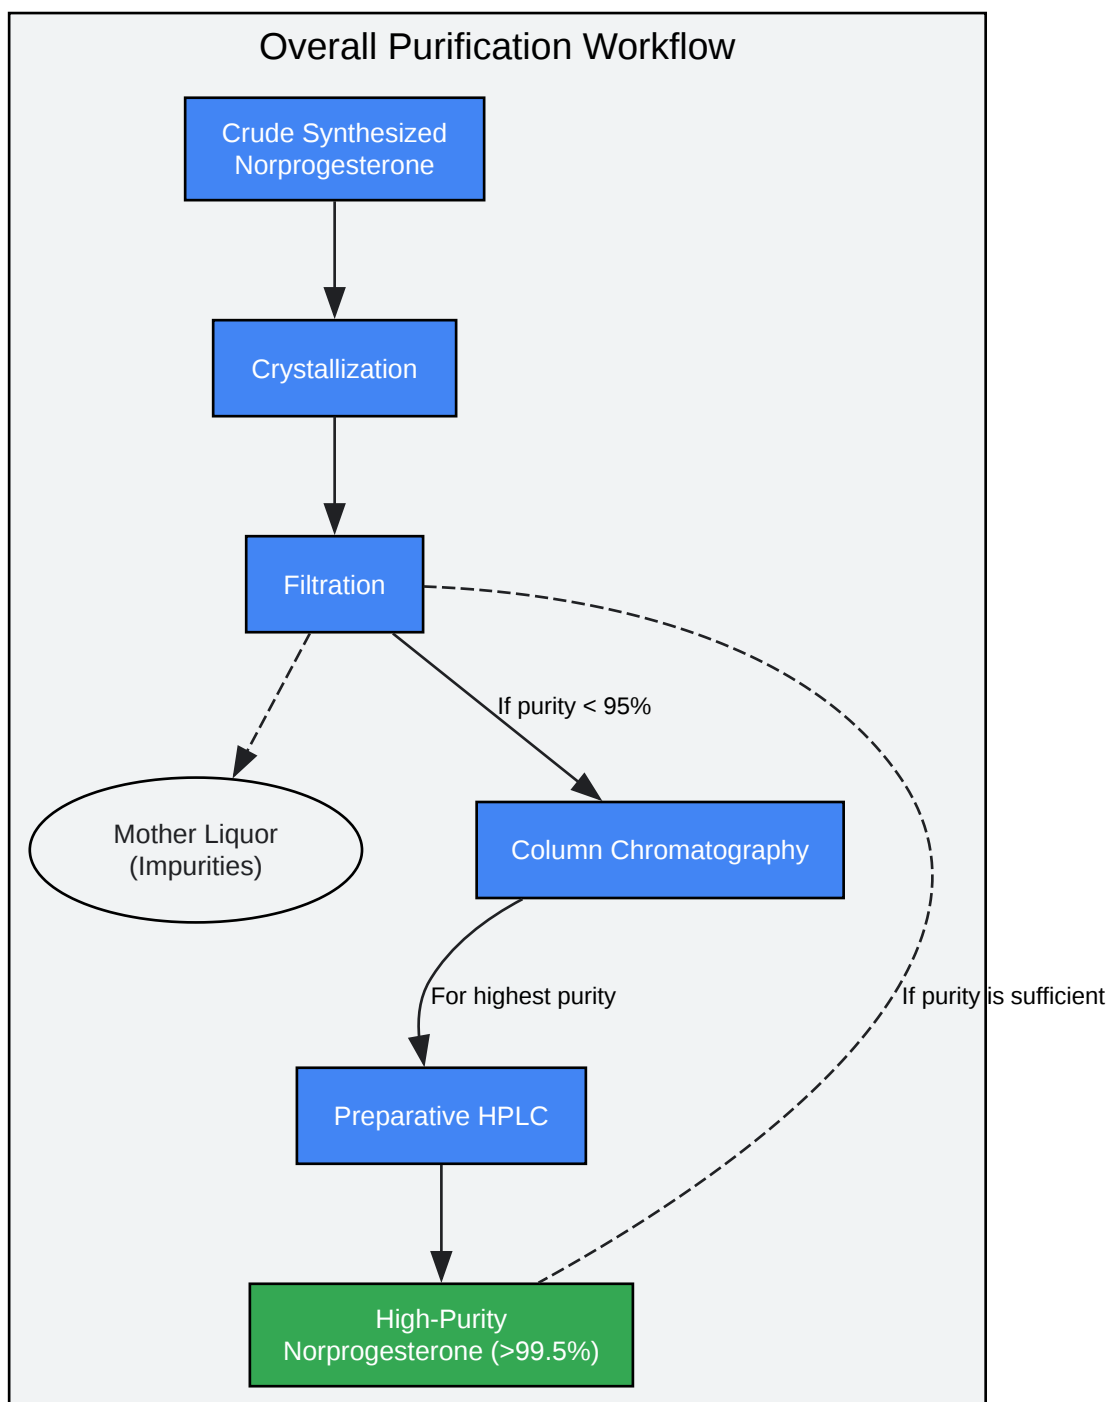 Overall Purification Workflow
Crude Synthesized
Norprogesterone
Crystallization
Filtration
If purity < 95%
Mother Liquor
(Impurities)
Column Chromatography
For highest purity
If purity is sufficient
Preparative HPLC
High-Purity
Norprogesterone (>99.5%)